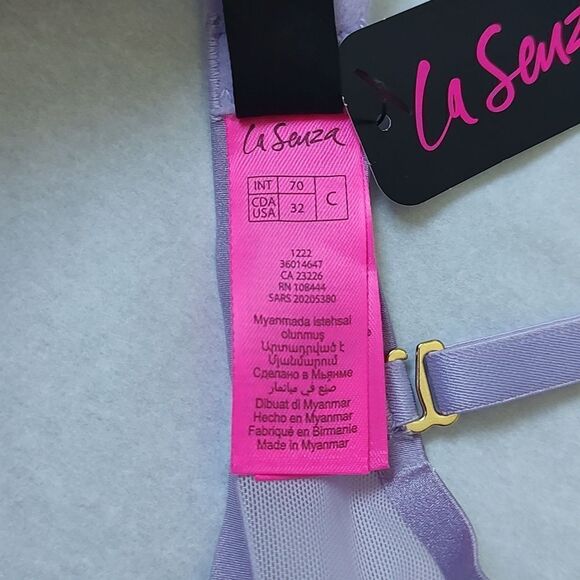 La Senza
La Senza
INT 70 C
CDA USA 32
1222
36014647
CA 23226
RN 108444
SARS 20205380
Myanmada istehsal
olunmuş
Արտադրված է
Մյանմարում
Сделано в Мьянме
صنع في ميانمار
Dibuat di Myanmar
Hecho en Myanmar
Fabriqué en Birmanie
Made in Myanmar